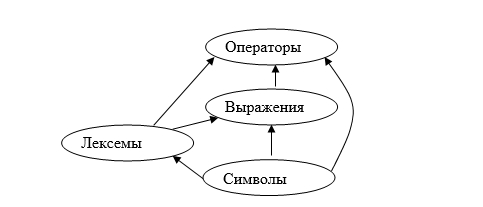 Операторы
Выражения
Лексемы
Символы